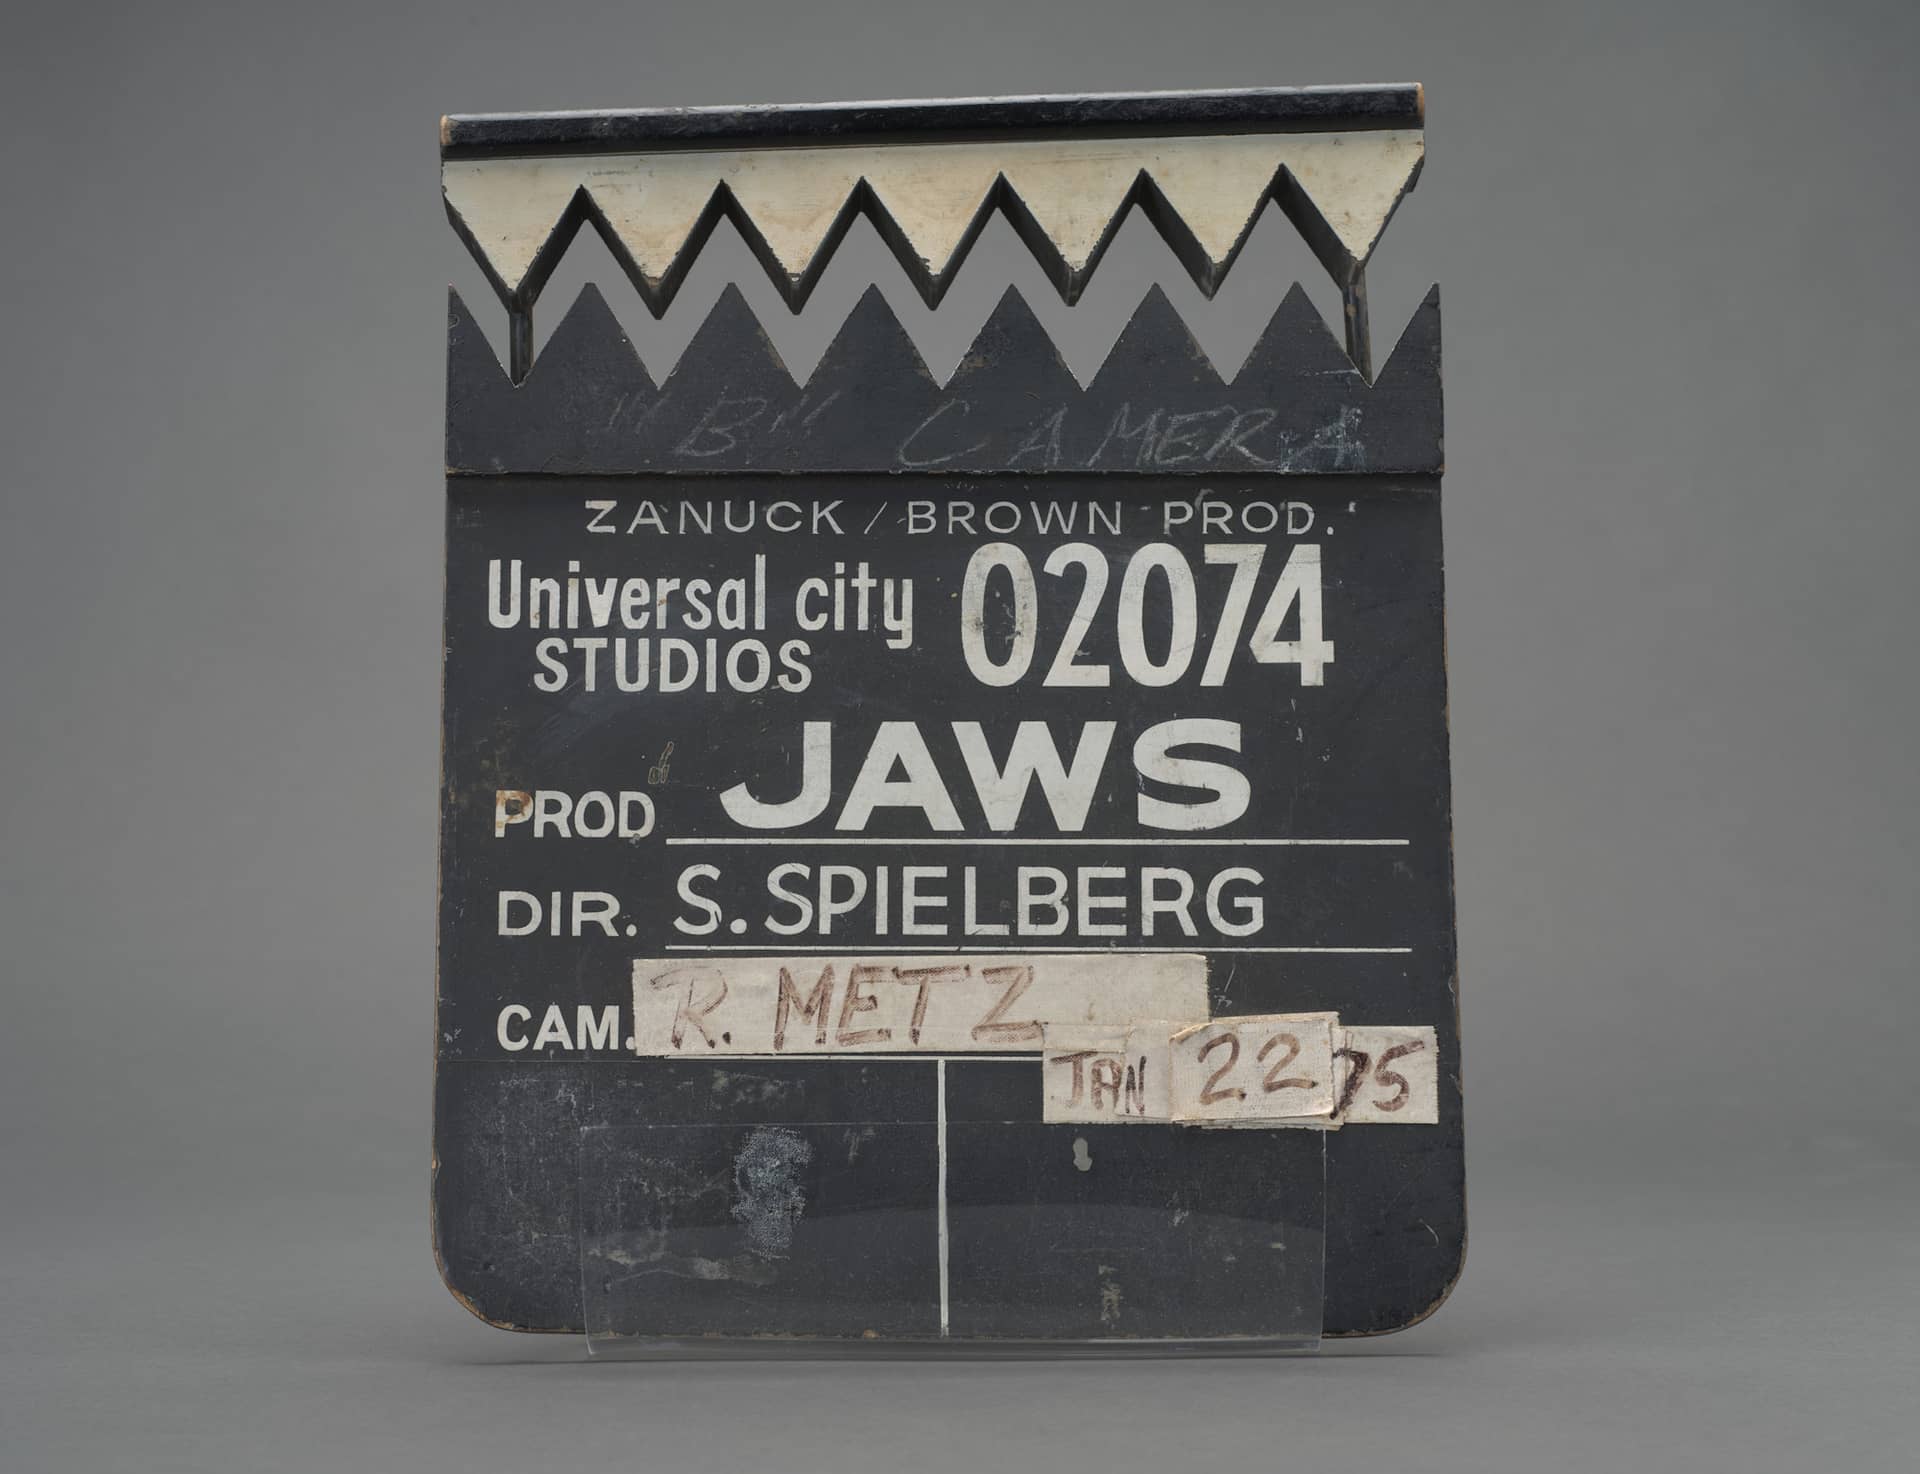 "B" CAMERA
ZANUCK / BROWN PROD.
Universal city 02074
STUDIOS
PROD JAWS
DIR. S. SPIELBERG
CAM. R. METZ
JAN 22 75